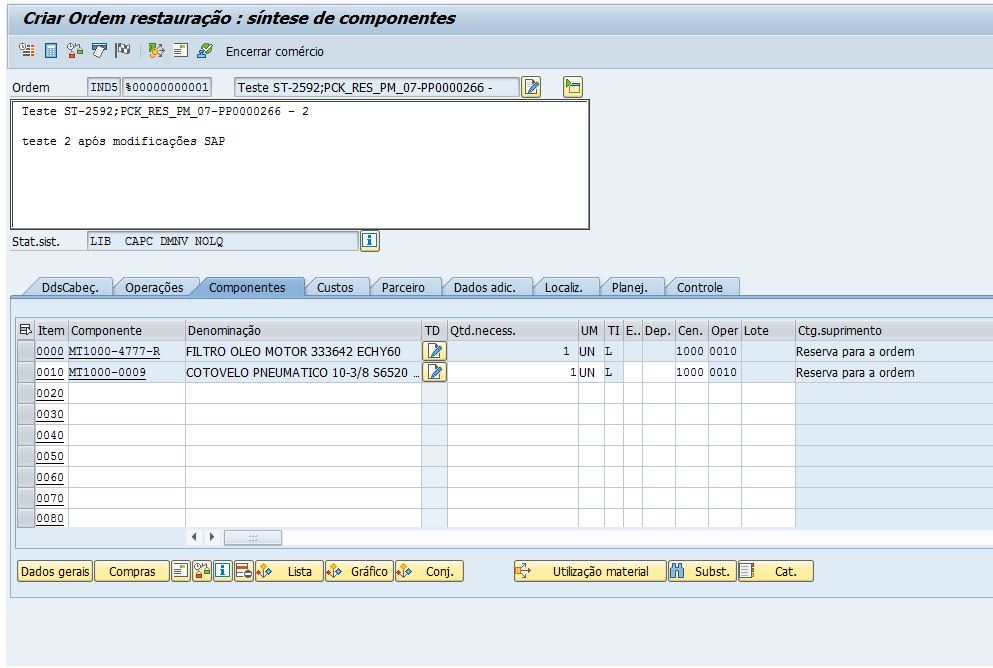 Criar Ordem restauração : síntese de componentes
Encerrar comércio
Ordem IND5 %00000000001 Teste ST-2592;PCK_RES_PM_07-PP0000266 -
Teste ST-2592;PCK_RES_PM_07-PP0000266 - 2
teste 2 após modificações SAP
Stat.sist. LIB CAPC DMNV NOLQ
DdsCabeç. Operações Componentes Custos Parceiro Dados adic. Localiz. Planej. Controle
Item Componente Denominação TD Qtd.necess. UM TI E.. Dep. Cen. Oper Lote Ctg.suprimento
0000 MT1000-4777-R FILTRO OLEO MOTOR 333642 ECHY60 1 UN L 1000 0010 Reserva para a ordem
0010 MT1000-0009 COTOVELO PNEUMATICO 10-3/8 S6520 ... 1 UN L 1000 0010 Reserva para a ordem
0020
0030
0040
0050
0060
0070
0080
Dados gerais Compras Lista Gráfico Conj. Utilização material Subst. Cat.